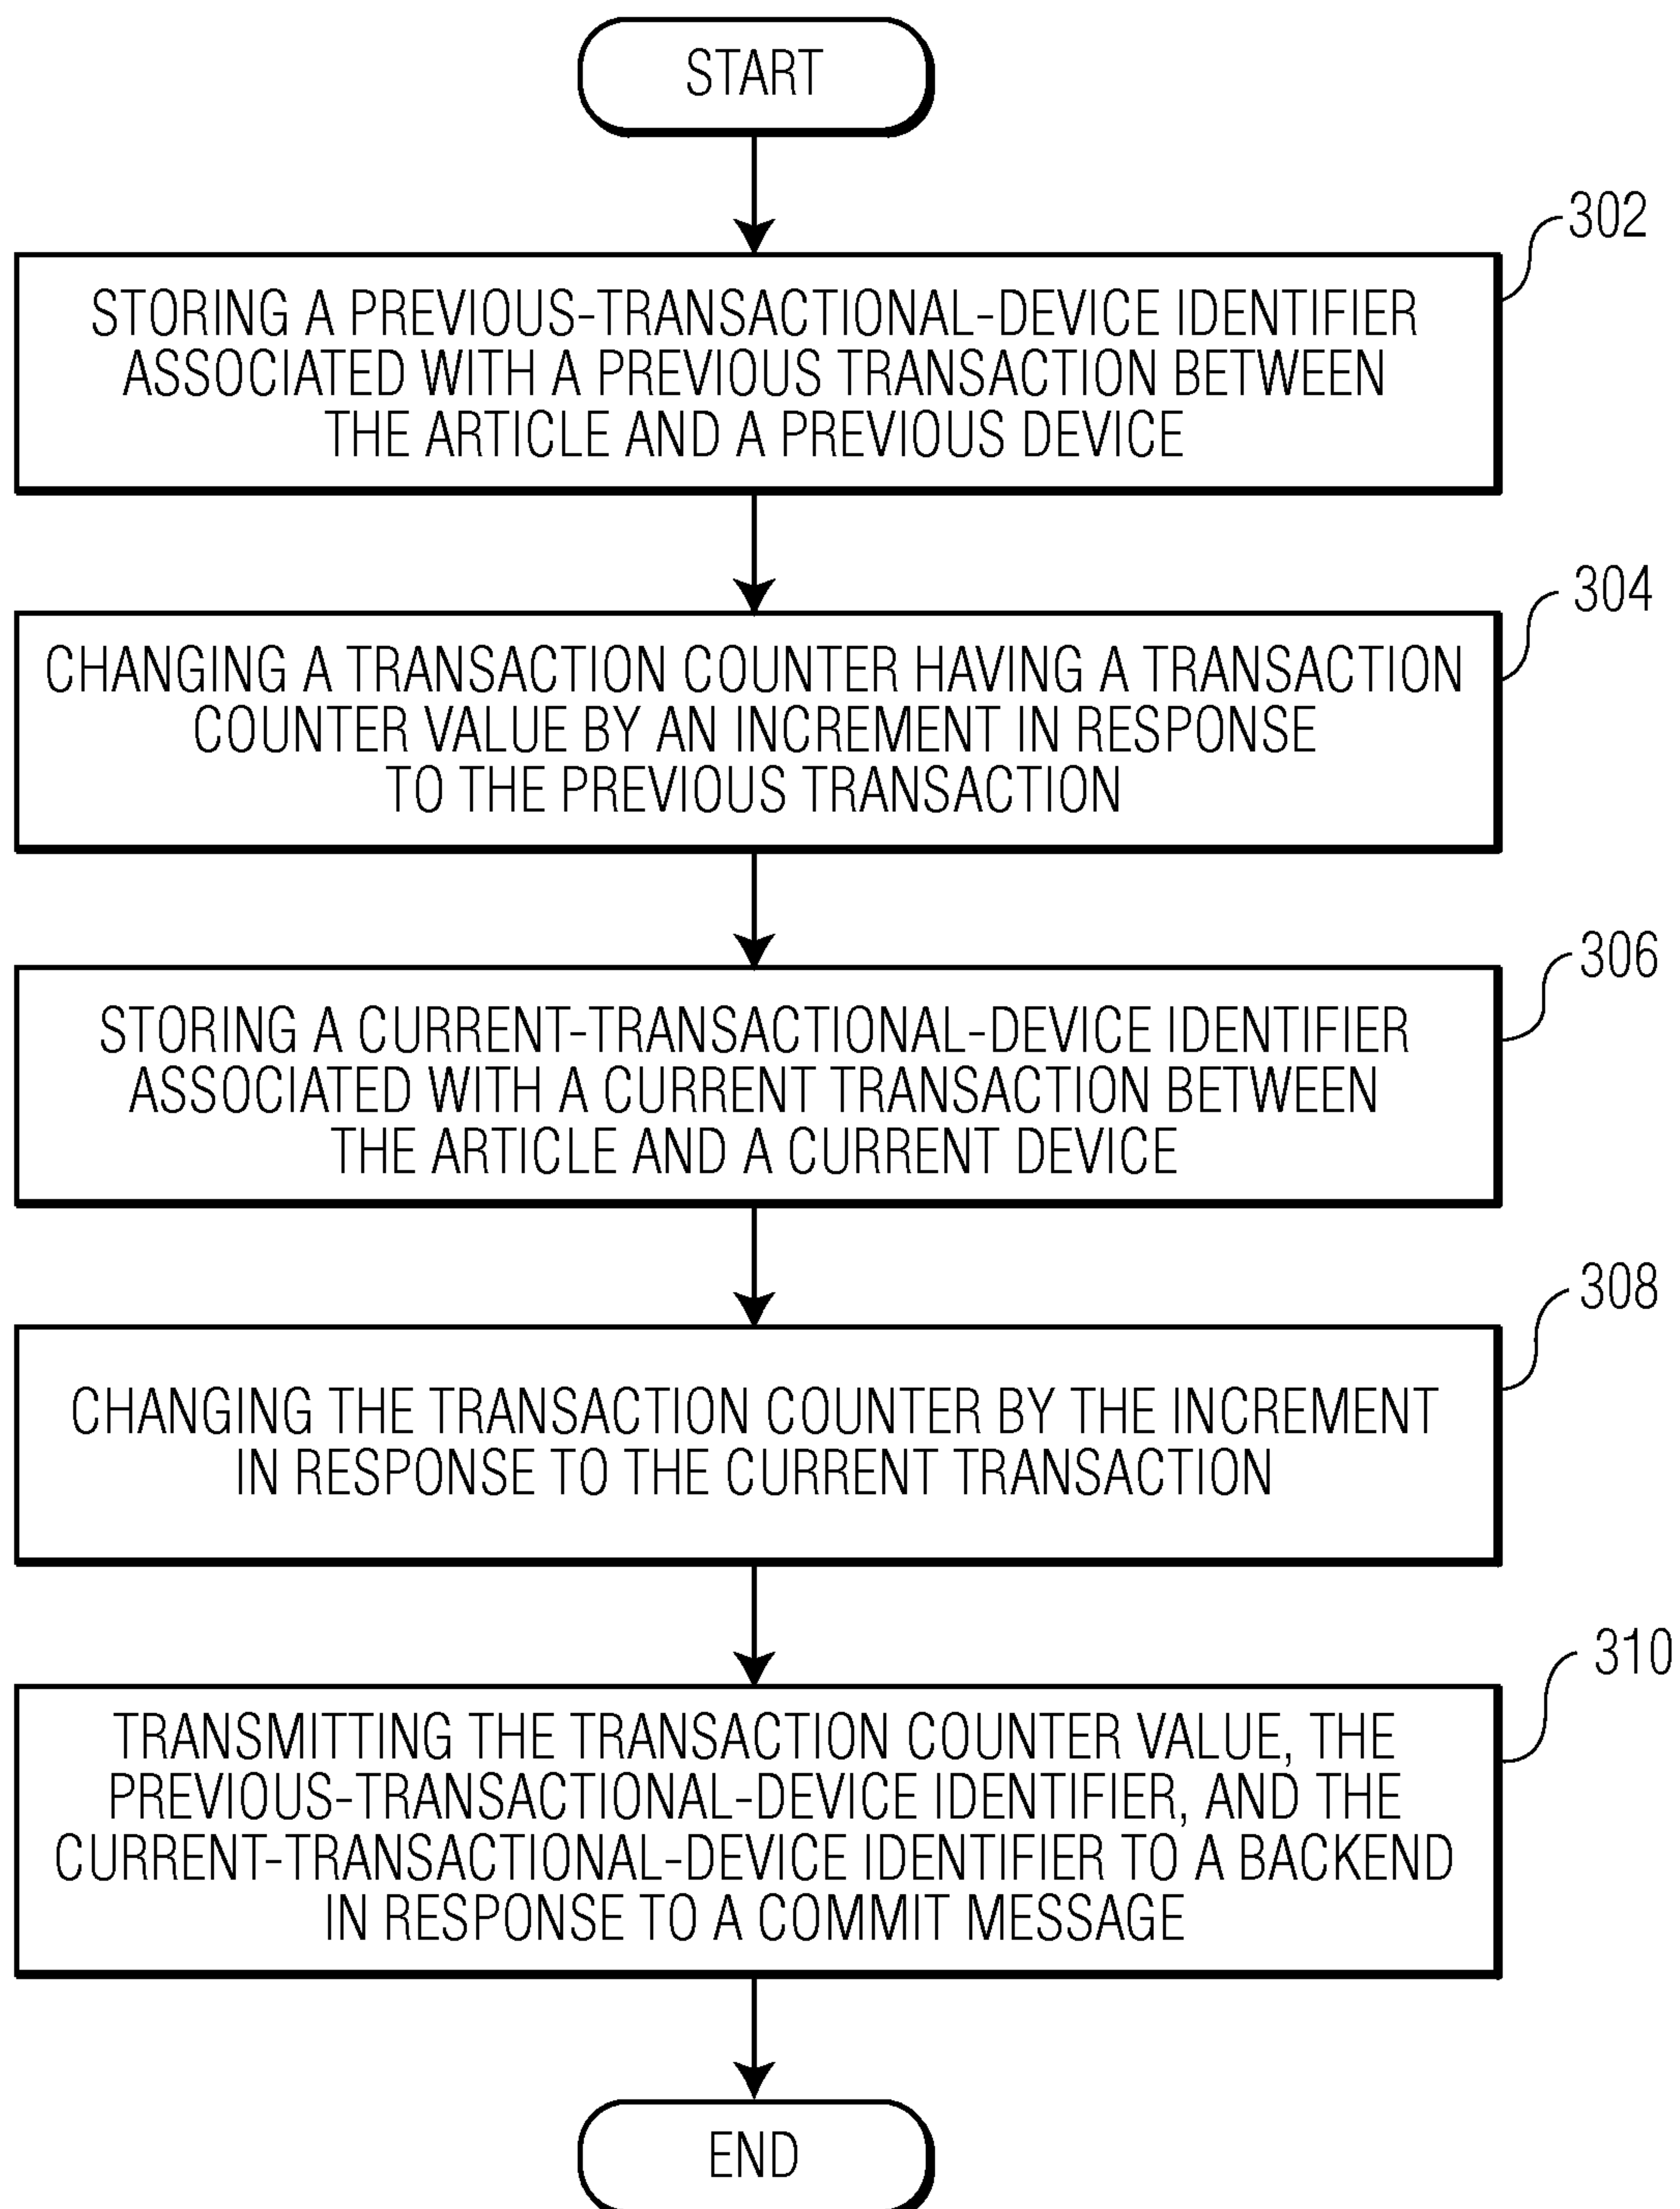 START
302
STORING A PREVIOUS-TRANSACTIONAL-DEVICE IDENTIFIER
ASSOCIATED WITH A PREVIOUS TRANSACTION BETWEEN
THE ARTICLE AND A PREVIOUS DEVICE
304
CHANGING A TRANSACTION COUNTER HAVING A TRANSACTION
COUNTER VALUE BY AN INCREMENT IN RESPONSE
TO THE PREVIOUS TRANSACTION
306
STORING A CURRENT-TRANSACTIONAL-DEVICE IDENTIFIER
ASSOCIATED WITH A CURRENT TRANSACTION BETWEEN
THE ARTICLE AND A CURRENT DEVICE
308
CHANGING THE TRANSACTION COUNTER BY THE INCREMENT
IN RESPONSE TO THE CURRENT TRANSACTION
310
TRANSMITTING THE TRANSACTION COUNTER VALUE, THE
PREVIOUS-TRANSACTIONAL-DEVICE IDENTIFIER, AND THE
CURRENT-TRANSACTIONAL-DEVICE IDENTIFIER TO A BACKEND
IN RESPONSE TO A COMMIT MESSAGE
END